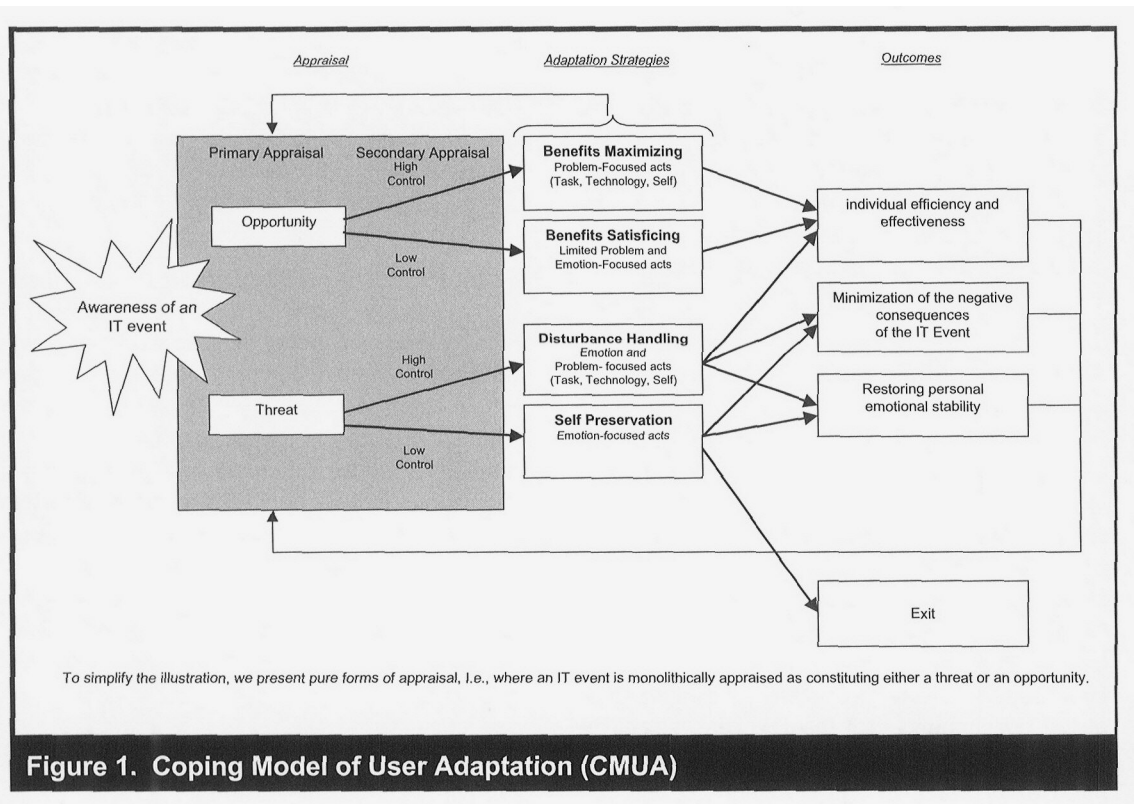 Appraisal
Adaptation Strategies
Outcomes
Primary Appraisal
Secondary Appraisal
High
Control
Opportunity
Low
Control
Awareness of an
IT event
High
Control
Threat
Low
Control
Benefits Maximizing
Problem-Focused acts
(Task, Technology, Self)
Benefits Satisficing
Limited Problem and
Emotion-Focused acts
Disturbance Handling
Emotion and
Problem- focused acts
(Task, Technology, Self)
Self Preservation
Emotion-focused acts
individual efficiency and
effectiveness
Minimization of the negative
consequences
of the IT Event
Restoring personal
emotional stability
Exit
To simplify the illustration, we present pure forms of appraisal, I.e., where an IT event is monolithically appraised as constituting either a threat or an opportunity.
Figure 1. Coping Model of User Adaptation (CMUA)